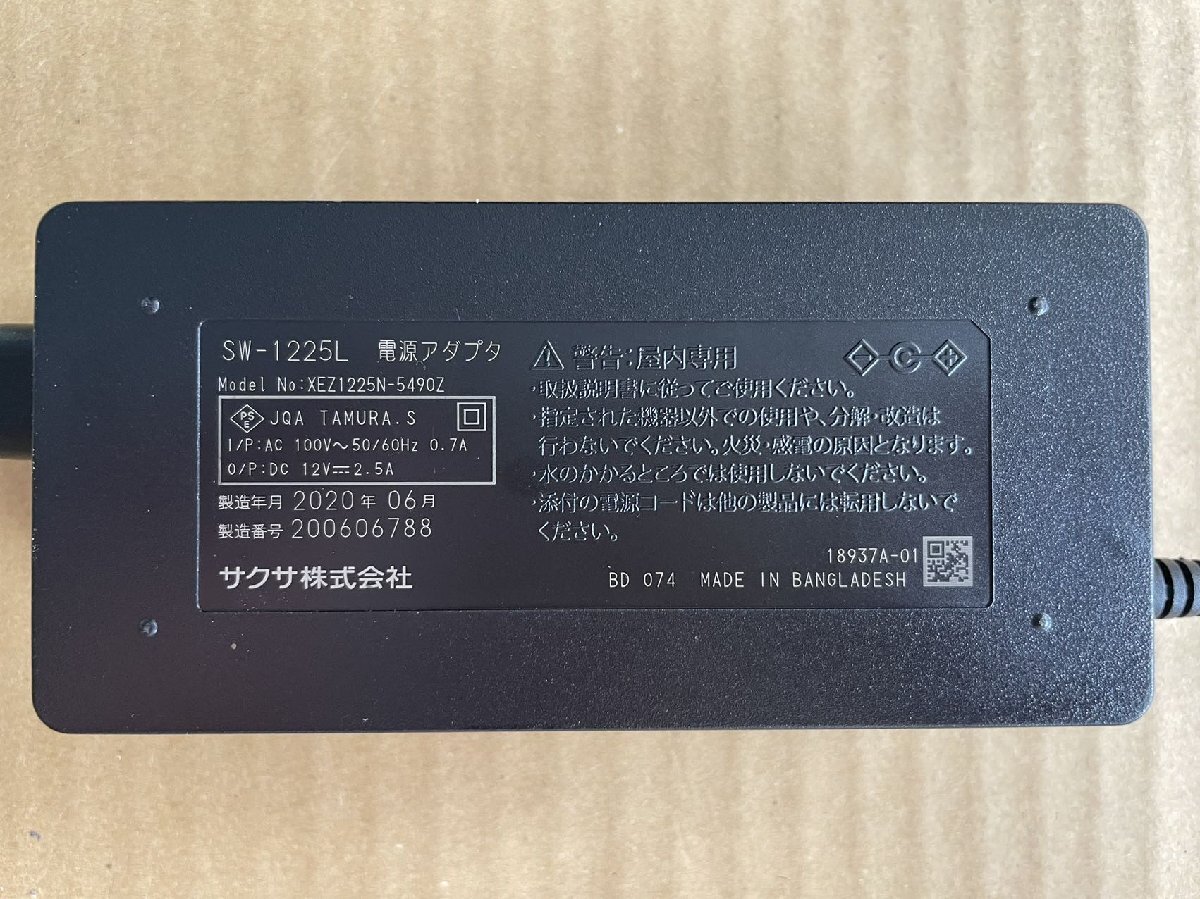 SW-1225L 電源アダプタ
Model No:XEZ1225N-5490Z
PS E JQA TAMURA.S
I/P:AC 100V～50/60Hz 0.7A
O/P:DC 12V⎓2.5A
製造年月 2020年 06月
製造番号 200606788
サクサ株式会社
警告:屋内専用
・取扱説明書に従ってご使用ください。
・指定された機器以外での使用や、分解・改造は
行わないでください。火災・感電の原因となります。
・水のかかるところでは使用しないでください。
・添付の電源コードは他の製品には転用しないで
ください。
18937A-01
BD 074 MADE IN BANGLADESH